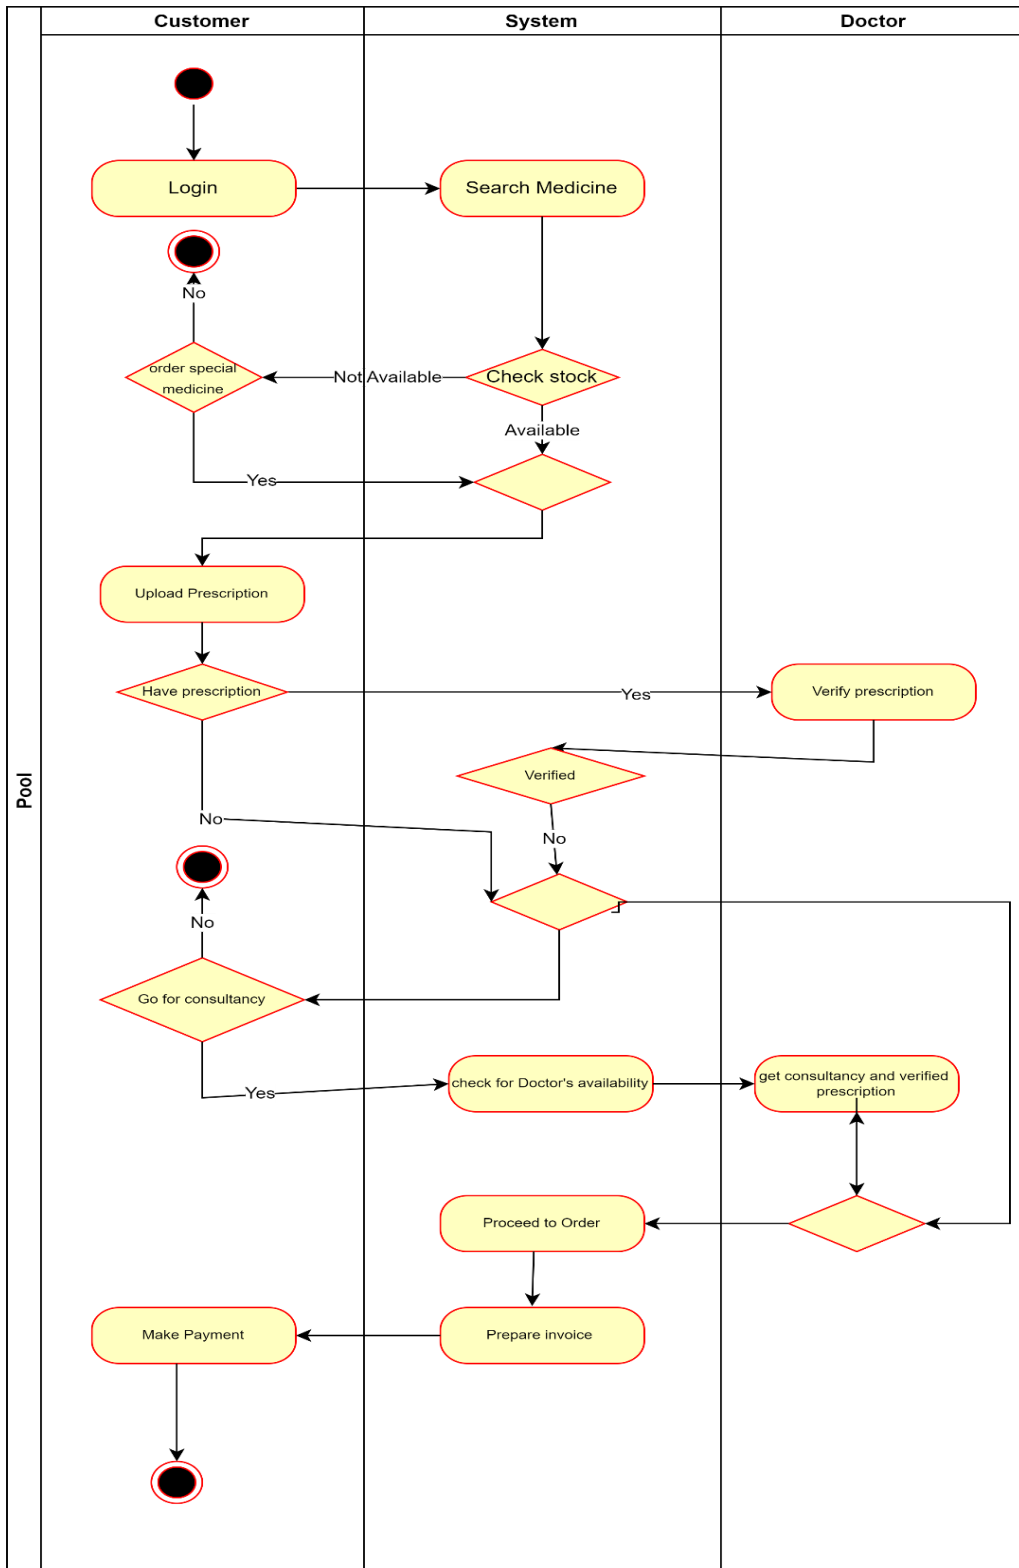 Customer
System
Doctor
Pool
Login
Search Medicine
No
order special
medicine
Not Available
Check stock
Available
Yes
Upload Prescription
Have prescription
Yes
Verify prescription
Verified
No
No
No
Go for consultancy
Yes
check for Doctor's availability
get consultancy and verified
prescription
Proceed to Order
Make Payment
Prepare invoice